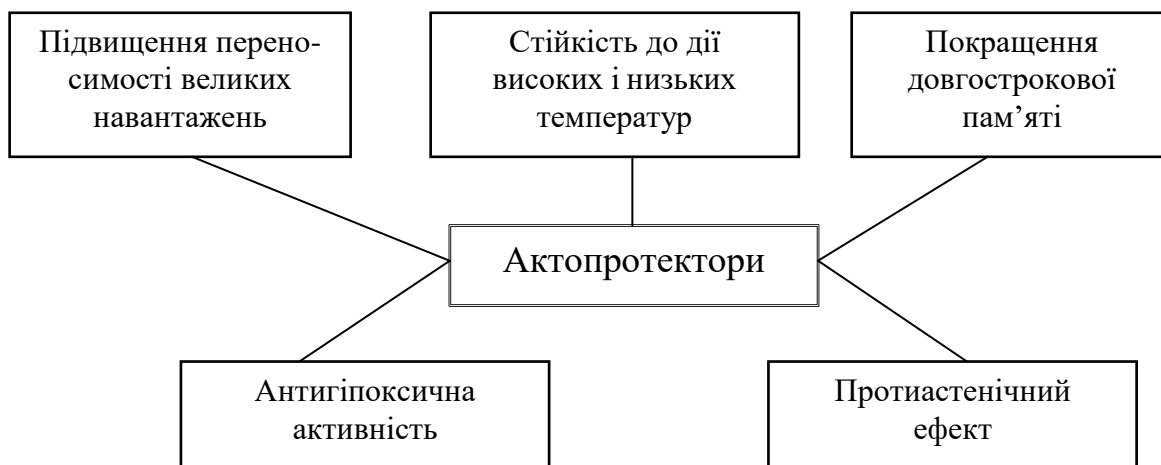 Підвищення перено-
симості великих
навантажень
Стійкість до дії
високих і низьких
температур
Покращення
довгострокової
пам’яті
Актопротектори
Антигіпоксична
активність
Протиастенічний
ефект